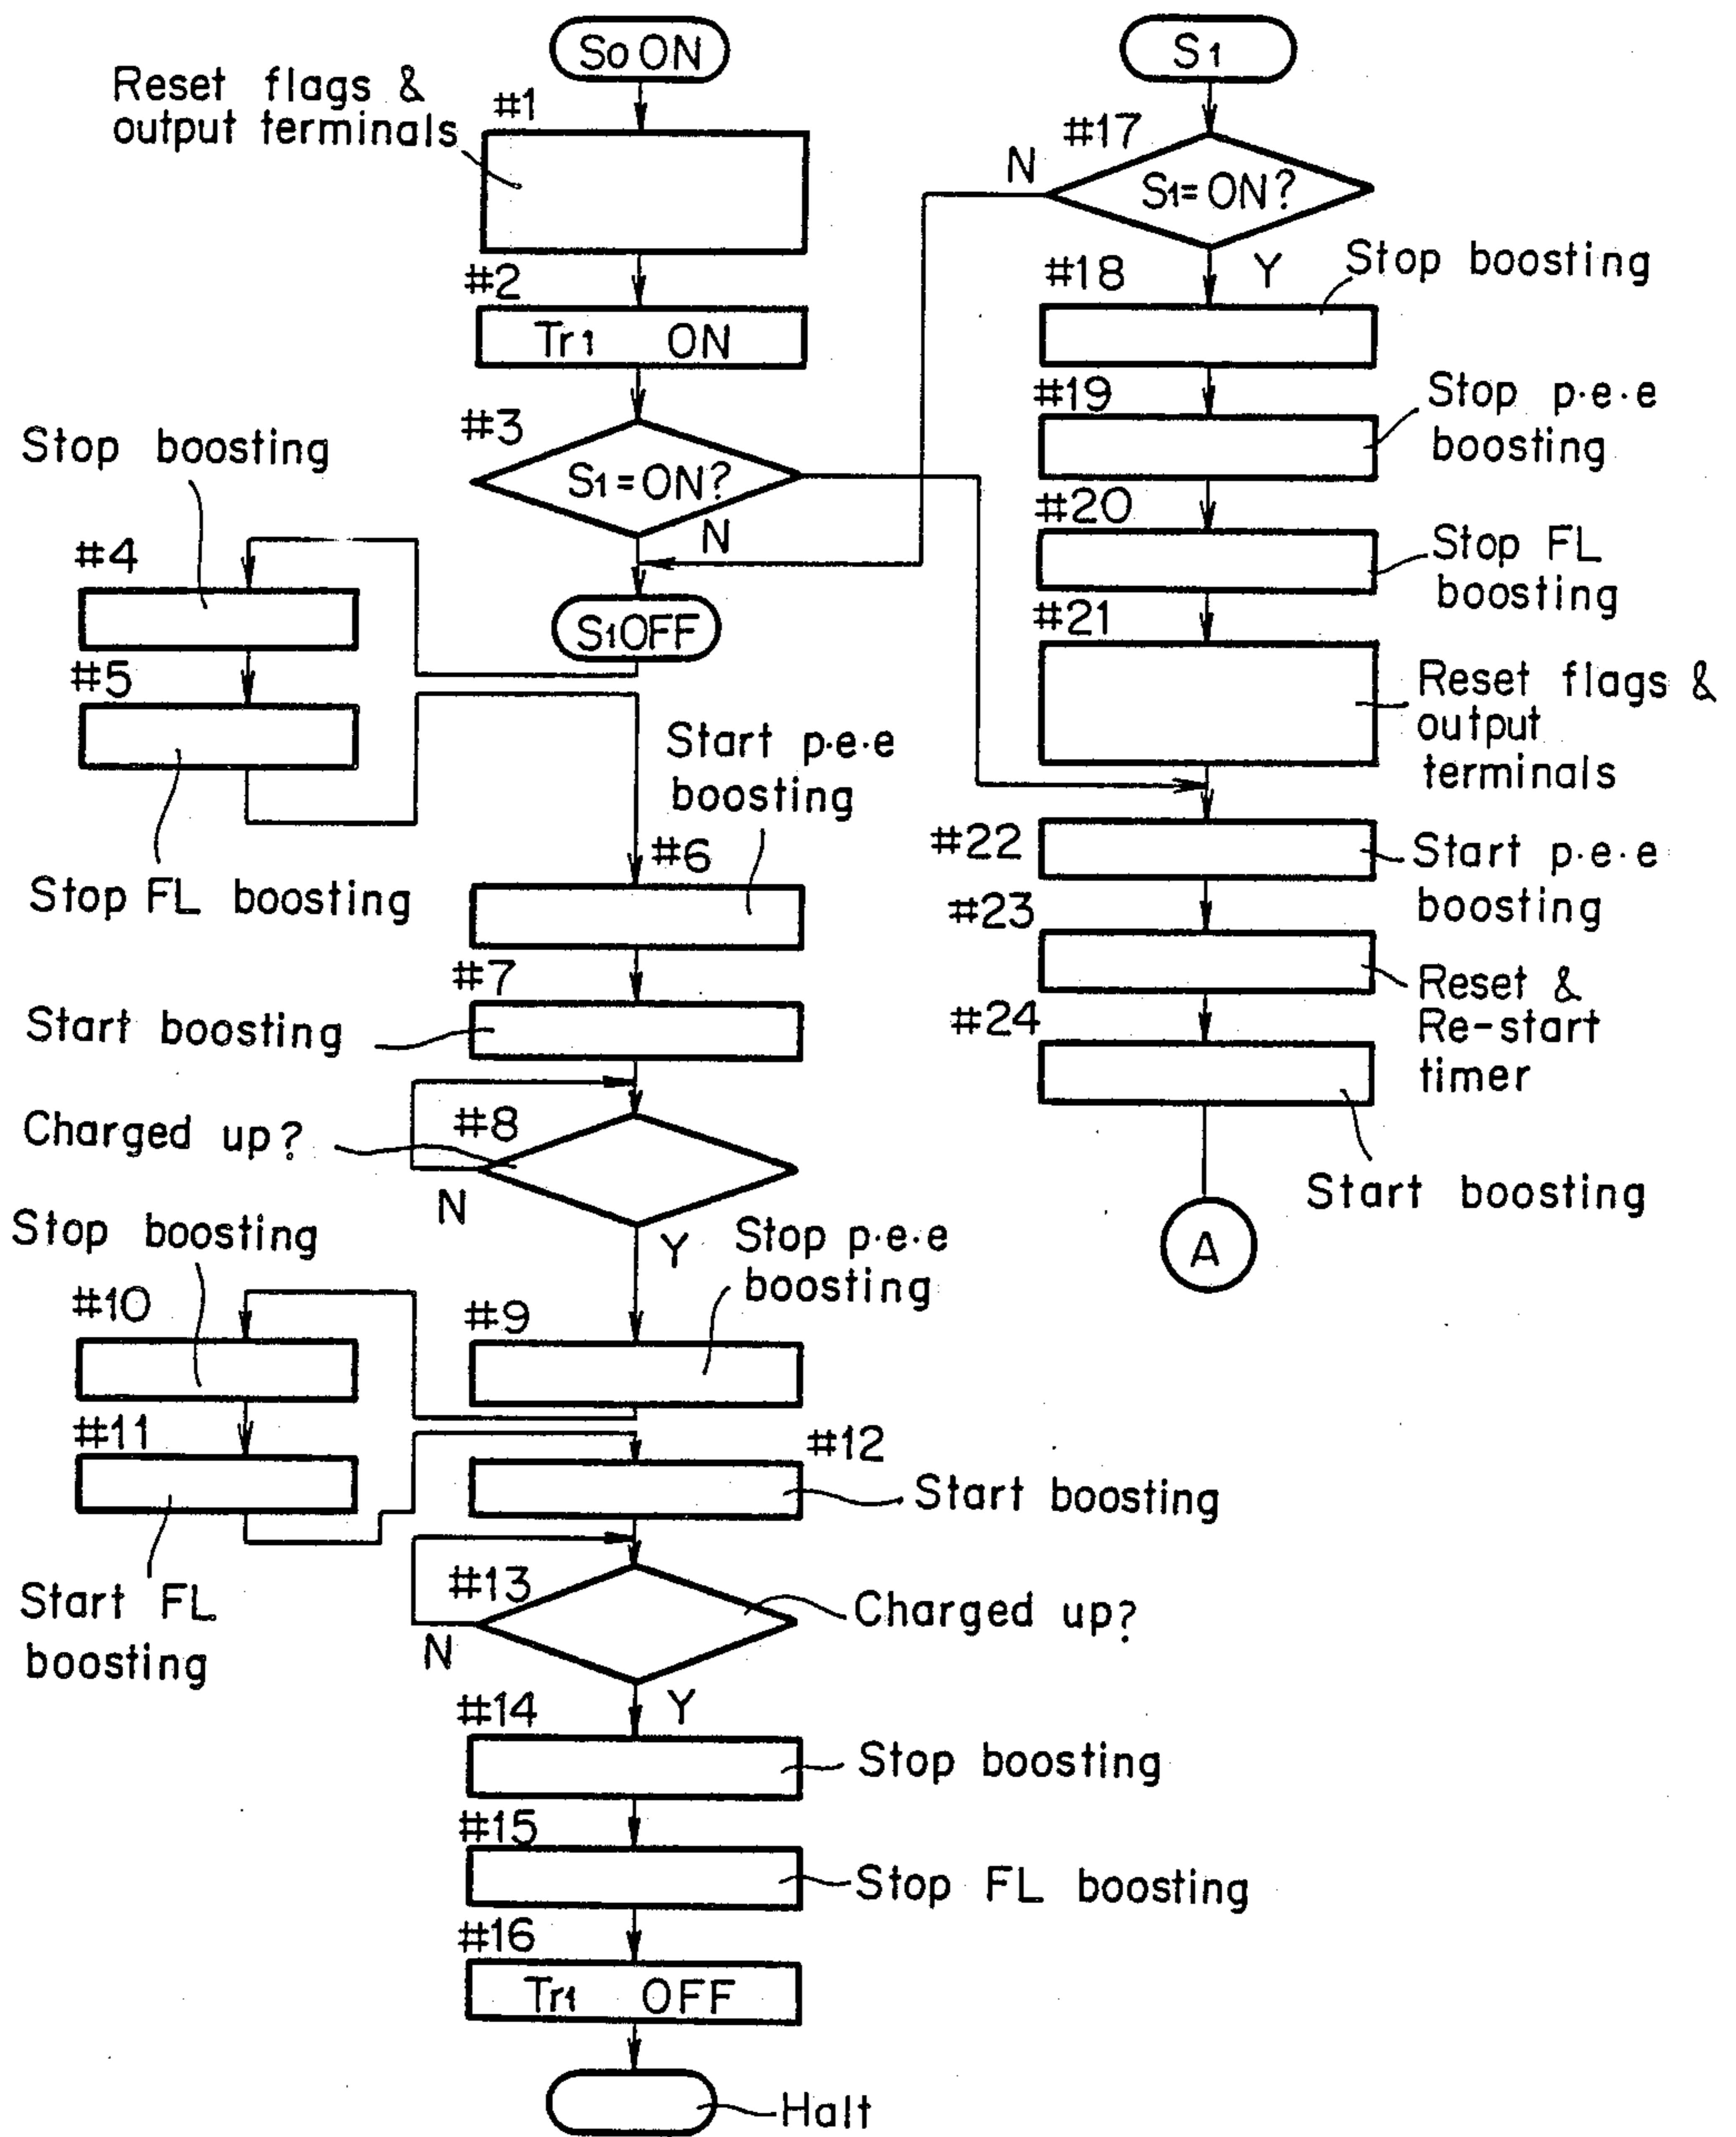 So ON
Reset flags &
output terminals
#1
#2
Tr1 ON
#3
S1=ON?
N
Stop boosting
#4
S1OFF
#5
Stop FL boosting
Start p·e·e
boosting
#6
#7
Start boosting
#8
Charged up?
N
Y
Stop p·e·e
boosting
#9
Stop boosting
#10
#11
Start FL
boosting
#12
Start boosting
#13
Charged up?
N
Y
#14
Stop boosting
#15
Stop FL boosting
#16
Tr1 OFF
Halt
S1
#17
S1=ON?
N
Y
#18
Stop boosting
#19
Stop p·e·e
boosting
#20
Stop FL
boosting
#21
Reset flags &
output
terminals
#22
Start p·e·e
boosting
#23
Reset &
Re-start
timer
#24
Start boosting
A